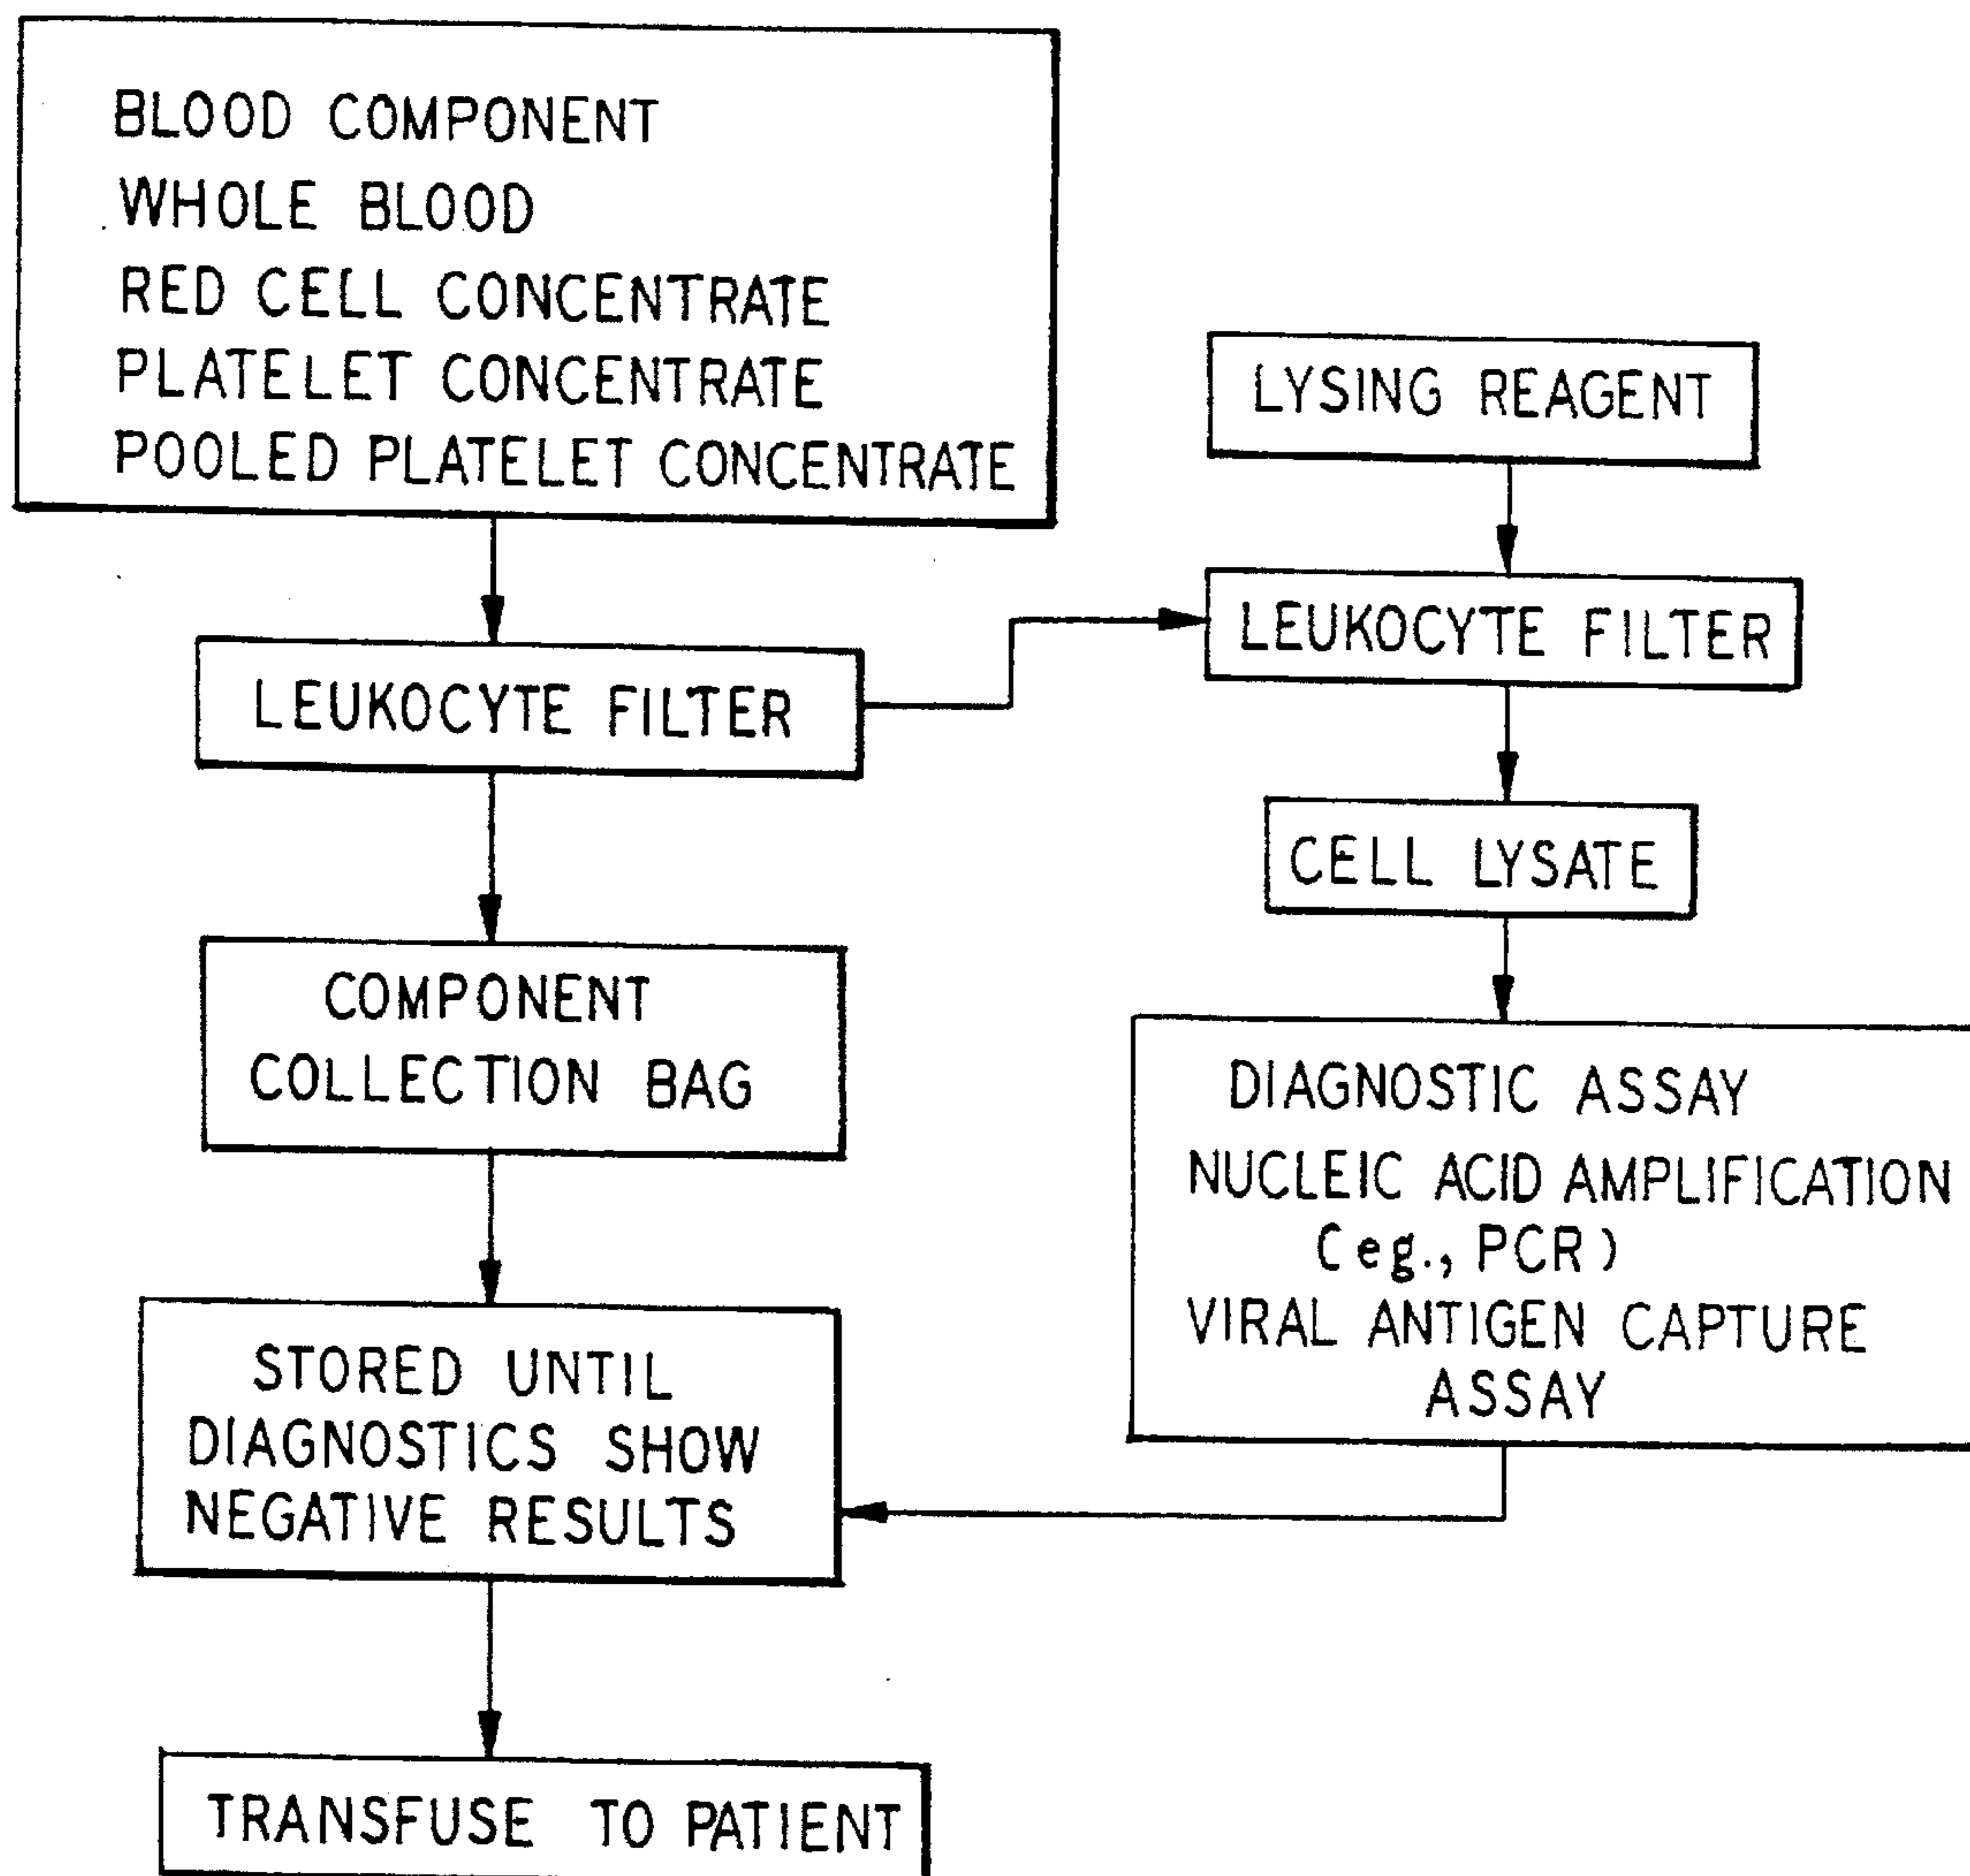 BLOOD COMPONENT
WHOLE BLOOD
RED CELL CONCENTRATE
PLATELET CONCENTRATE
POOLED PLATELET CONCENTRATE
LEUKOCYTE FILTER
COMPONENT
COLLECTION BAG
STORED UNTIL
DIAGNOSTICS SHOW
NEGATIVE RESULTS
TRANSFUSE TO PATIENT
LYSING REAGENT
LEUKOCYTE FILTER
CELL LYSATE
DIAGNOSTIC ASSAY
NUCLEIC ACID AMPLIFICATION
(eg., PCR)
VIRAL ANTIGEN CAPTURE
ASSAY